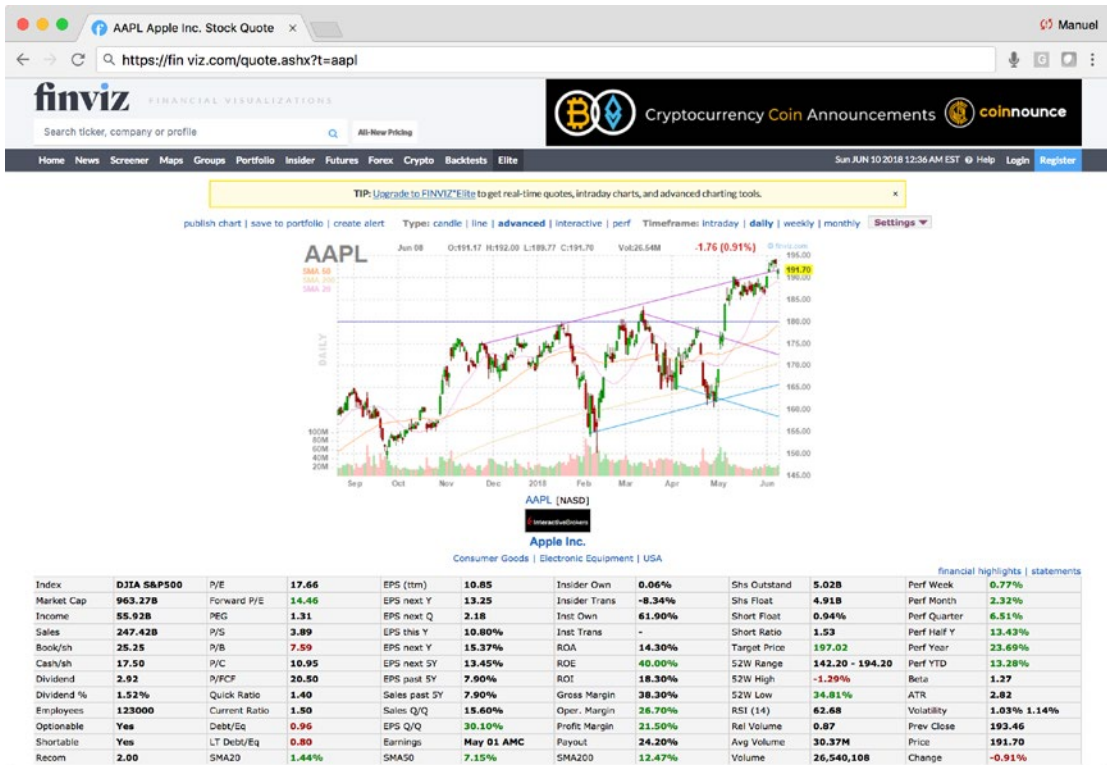 AAPL Apple Inc. Stock Quote ×
Manuel
https://fin viz.com/quote.ashx?t=aapl
finviz FINANCIAL VISUALIZATIONS
Cryptocurrency Coin Announcements coinnounce
Search ticker, company or profile All-New Pricing
Home News Screener Maps Groups Portfolio Insider Futures Forex Crypto Backtests Elite Sun JUN 10 2018 12:36 AM EST Help Login Register
TIP: Upgrade to FINVIZ*Elite to get real-time quotes, intraday charts, and advanced charting tools. ×
publish chart | save to portfolio | create alert Type: candle | line | advanced | interactive | perf Timeframe: intraday | daily | weekly | monthly Settings ▼
AAPL Jun 08 O:191.17 H:192.00 L:189.77 C:191.70 Vol:26.54M -1.76 (0.91%) © finviz.com
SMA 50
SMA 200
SMA 20
195.00
191.70
190.00
185.00
180.00
175.00
170.00
165.00
160.00
155.00
150.00
145.00
DAILY
100M
80M
60M
40M
20M
Sep Oct Nov Dec 2018 Feb Mar Apr May Jun
AAPL [NASD]
InteractiveBrokers
Apple Inc.
Consumer Goods | Electronic Equipment | USA
financial highlights | statements
Index DJIA S&P500 P/E 17.66 EPS (ttm) 10.85 Insider Own 0.06% Shs Outstand 5.02B Perf Week 0.77%
Market Cap 963.27B Forward P/E 14.46 EPS next Y 13.25 Insider Trans -8.34% Shs Float 4.91B Perf Month 2.32%
Income 55.92B PEG 1.31 EPS next Q 2.18 Inst Own 61.90% Short Float 0.94% Perf Quarter 6.51%
Sales 247.42B P/S 3.89 EPS this Y 10.80% Inst Trans - Short Ratio 1.53 Perf Half Y 13.43%
Book/sh 25.25 P/B 7.59 EPS next Y 15.37% ROA 14.30% Target Price 197.02 Perf Year 23.69%
Cash/sh 17.50 P/C 10.95 EPS next 5Y 13.45% ROE 40.00% 52W Range 142.20 - 194.20 Perf YTD 13.28%
Dividend 2.92 P/FCF 20.50 EPS past 5Y 7.90% ROI 18.30% 52W High -1.29% Beta 1.27
Dividend % 1.52% Quick Ratio 1.40 Sales past 5Y 7.90% Gross Margin 38.30% 52W Low 34.81% ATR 2.82
Employees 123000 Current Ratio 1.50 Sales Q/Q 15.60% Oper. Margin 26.70% RSI (14) 62.68 Volatility 1.03% 1.14%
Optionable Yes Debt/Eq 0.96 EPS Q/Q 30.10% Profit Margin 21.50% Rel Volume 0.87 Prev Close 193.46
Shortable Yes LT Debt/Eq 0.80 Earnings May 01 AMC Payout 24.20% Avg Volume 30.37M Price 191.70
Recom 2.00 SMA20 1.44% SMA50 7.15% SMA200 12.47% Volume 26,540,108 Change -0.91%